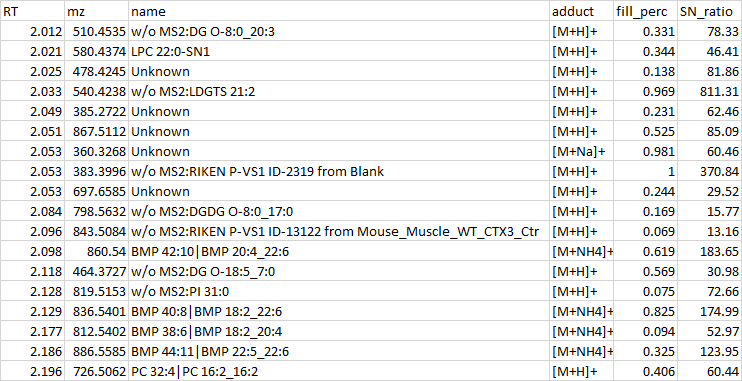 RT mz name adduct fill_perc SN_ratio
2.012 510.4535 w/o MS2:DG O-8:0_20:3 [M+H]+ 0.331 78.33
2.021 580.4374 LPC 22:0-SN1 [M+H]+ 0.344 46.41
2.025 478.4245 Unknown [M+H]+ 0.138 81.86
2.033 540.4238 w/o MS2:LDGTS 21:2 [M+H]+ 0.969 811.31
2.049 385.2722 Unknown [M+H]+ 0.231 62.46
2.051 867.5112 Unknown [M+H]+ 0.525 85.09
2.053 360.3268 Unknown [M+Na]+ 0.981 60.46
2.053 383.3996 w/o MS2:RIKEN P-VS1 ID-2319 from Blank [M+H]+ 1 370.84
2.053 697.6585 Unknown [M+H]+ 0.244 29.52
2.084 798.5632 w/o MS2:DGDG O-8:0_17:0 [M+H]+ 0.169 15.77
2.096 843.5084 w/o MS2:RIKEN P-VS1 ID-13122 from Mouse_Muscle_WT_CTX3_Ctr [M+H]+ 0.069 13.16
2.098 860.54 BMP 42:10|BMP 20:4_22:6 [M+NH4]+ 0.619 183.65
2.118 464.3727 w/o MS2:DG O-18:5_7:0 [M+H]+ 0.569 30.98
2.128 819.5153 w/o MS2:PI 31:0 [M+H]+ 0.075 72.66
2.129 836.5401 BMP 40:8|BMP 18:2_22:6 [M+NH4]+ 0.825 174.99
2.177 812.5402 BMP 38:6|BMP 18:2_20:4 [M+NH4]+ 0.094 52.97
2.186 886.5585 BMP 44:11|BMP 22:5_22:6 [M+NH4]+ 0.325 123.95
2.196 726.5062 PC 32:4|PC 16:2_16:2 [M+H]+ 0.406 60.44